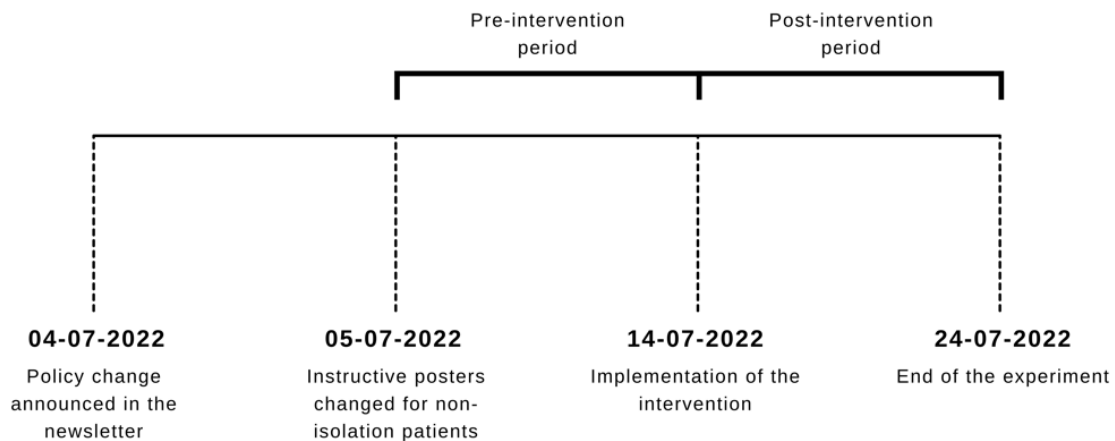 Pre-intervention
period
Post-intervention
period
04-07-2022
Policy change
announced in the
newsletter
05-07-2022
Instructive posters
changed for non-
isolation patients
14-07-2022
Implementation of the
intervention
24-07-2022
End of the experiment